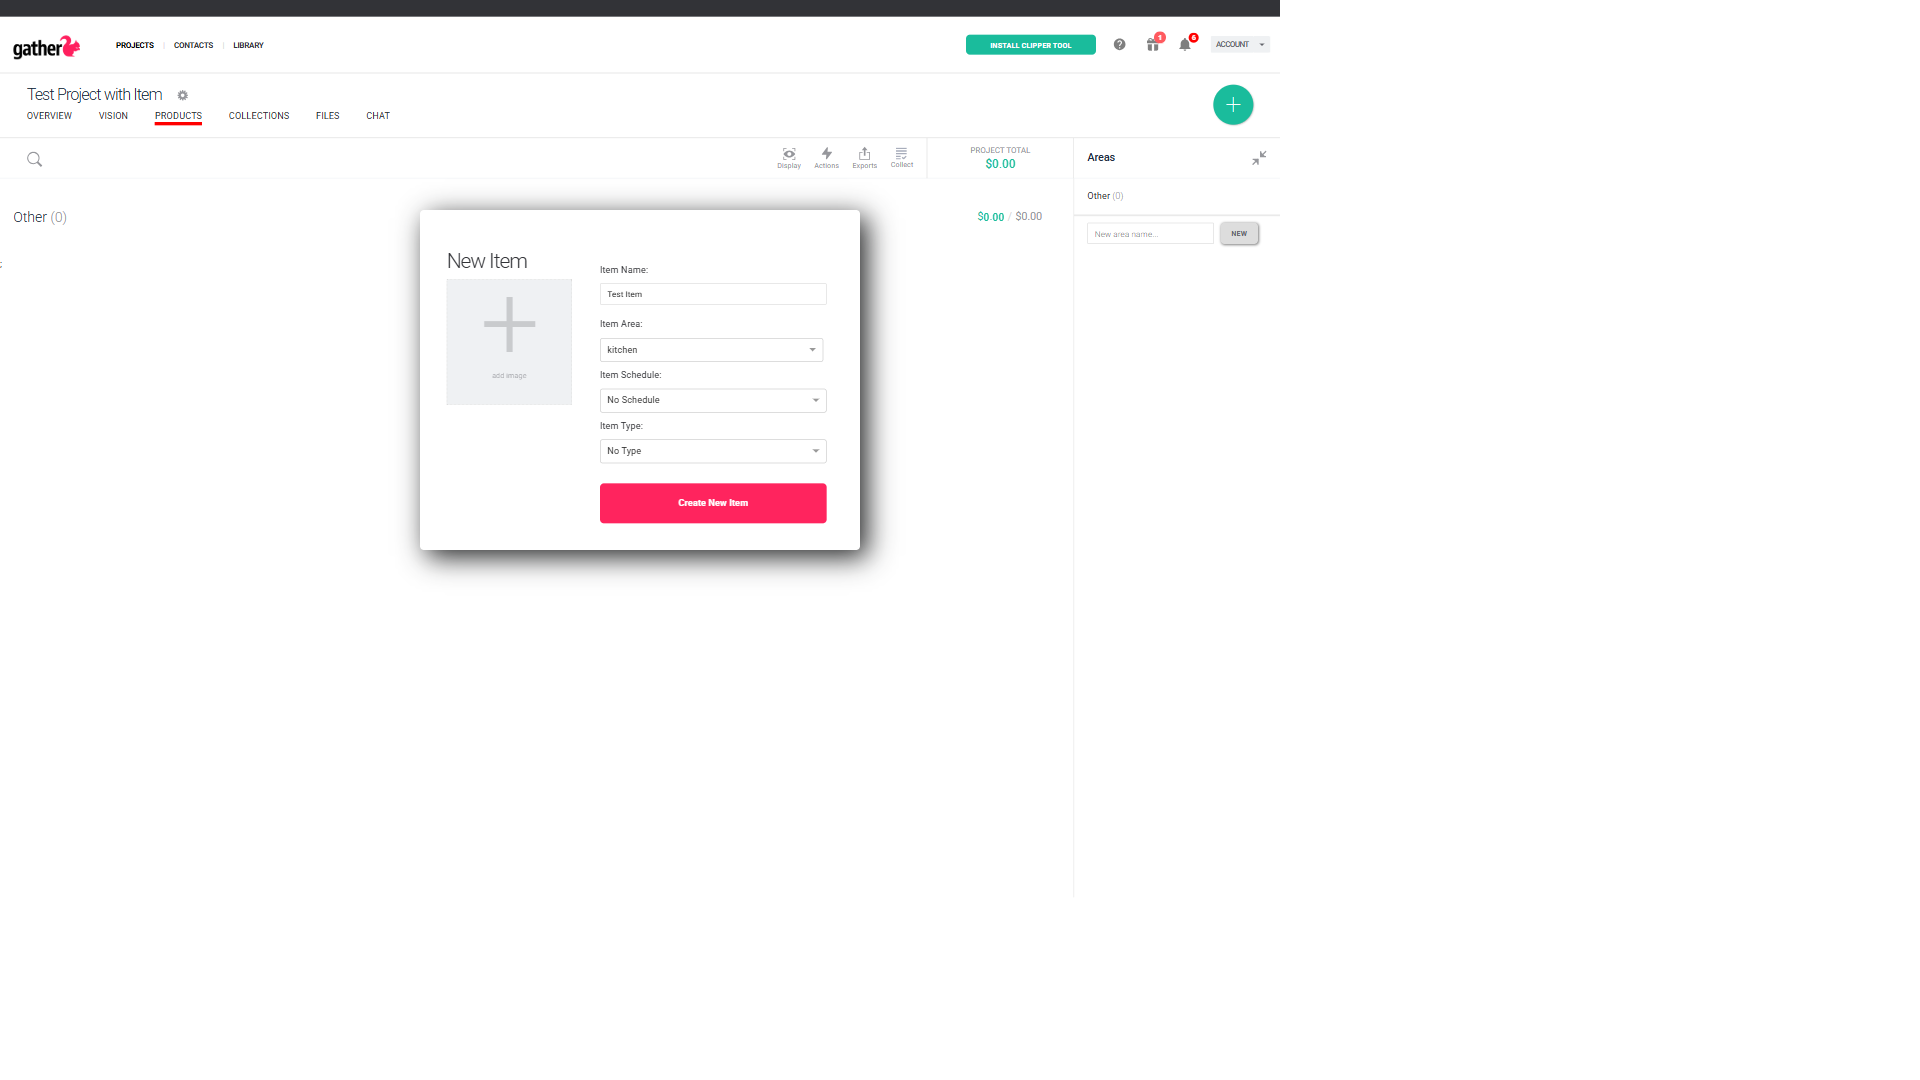 gather
PROJECTS
CONTACTS
LIBRARY
INSTALL CLIPPER TOOL
1
6
ACCOUNT
Test Project with Item
OVERVIEW
VISION
PRODUCTS
COLLECTIONS
FILES
CHAT
Display
Actions
Exports
Collect
PROJECT TOTAL
$0.00
Areas
Other (0)
$0.00 / $0.00
Other (0)
New area name...
NEW
New Item
add image
Item Name:
Test Item
Item Area:
kitchen
Item Schedule:
No Schedule
Item Type:
No Type
Create New Item